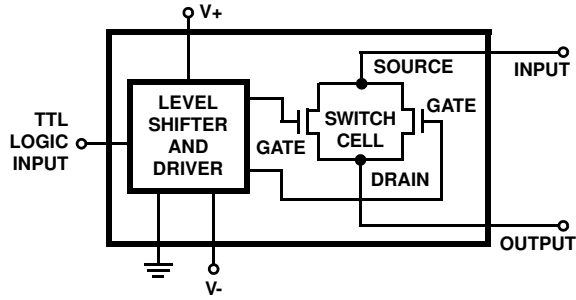 V+
SOURCE
INPUT
LEVEL
SHIFTER
AND
DRIVER
TTL
LOGIC
INPUT
GATE
SWITCH
CELL
GATE
DRAIN
OUTPUT
V-